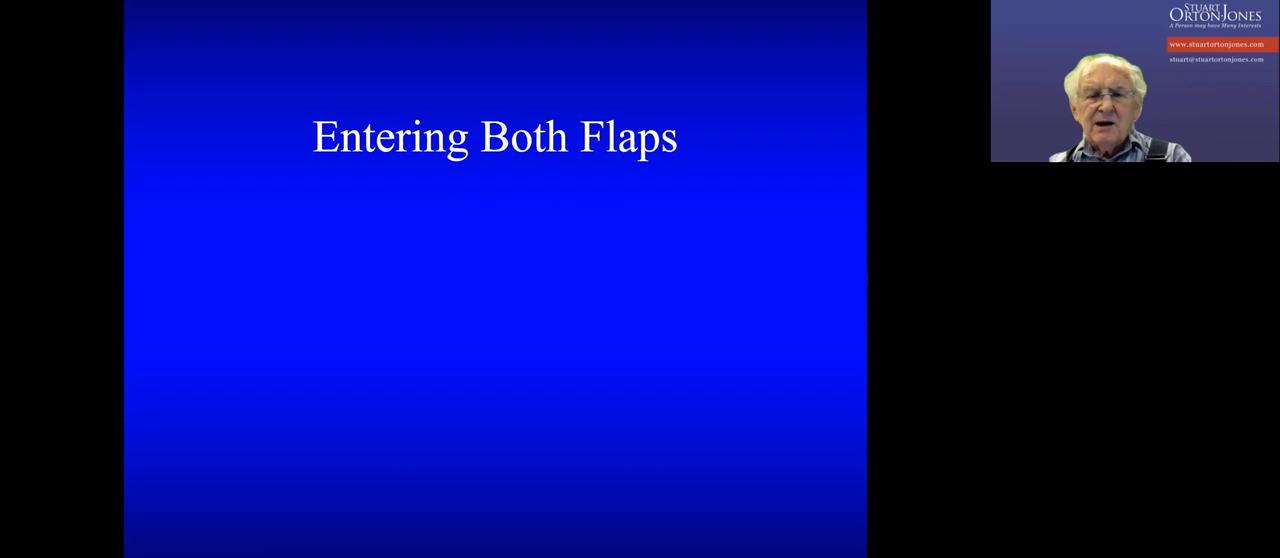 Entering Both Flaps
STUART
ORTON-JONES
A Person may have Many Interests
www.stuartortonjones.com
stuart@stuartortonjones.com